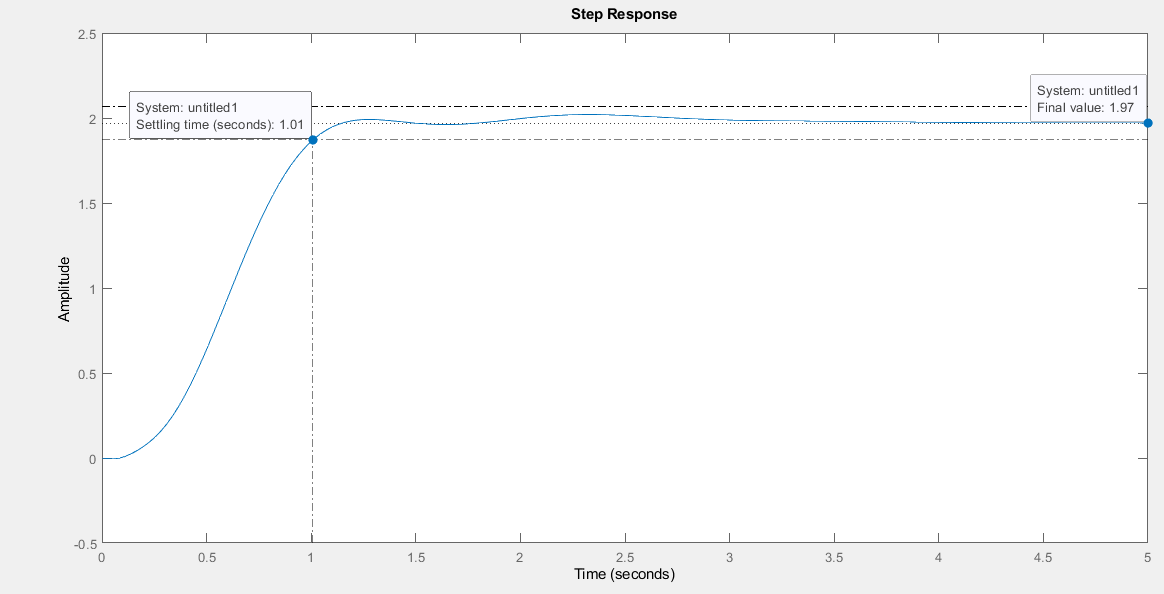 Step Response
2.5
2
1.5
1
0.5
0
-0.5
Amplitude
System: untitled1
Settling time (seconds): 1.01
System: untitled1
Final value: 1.97
0 0.5 1 1.5 2 2.5 3 3.5 4 4.5 5
Time (seconds)